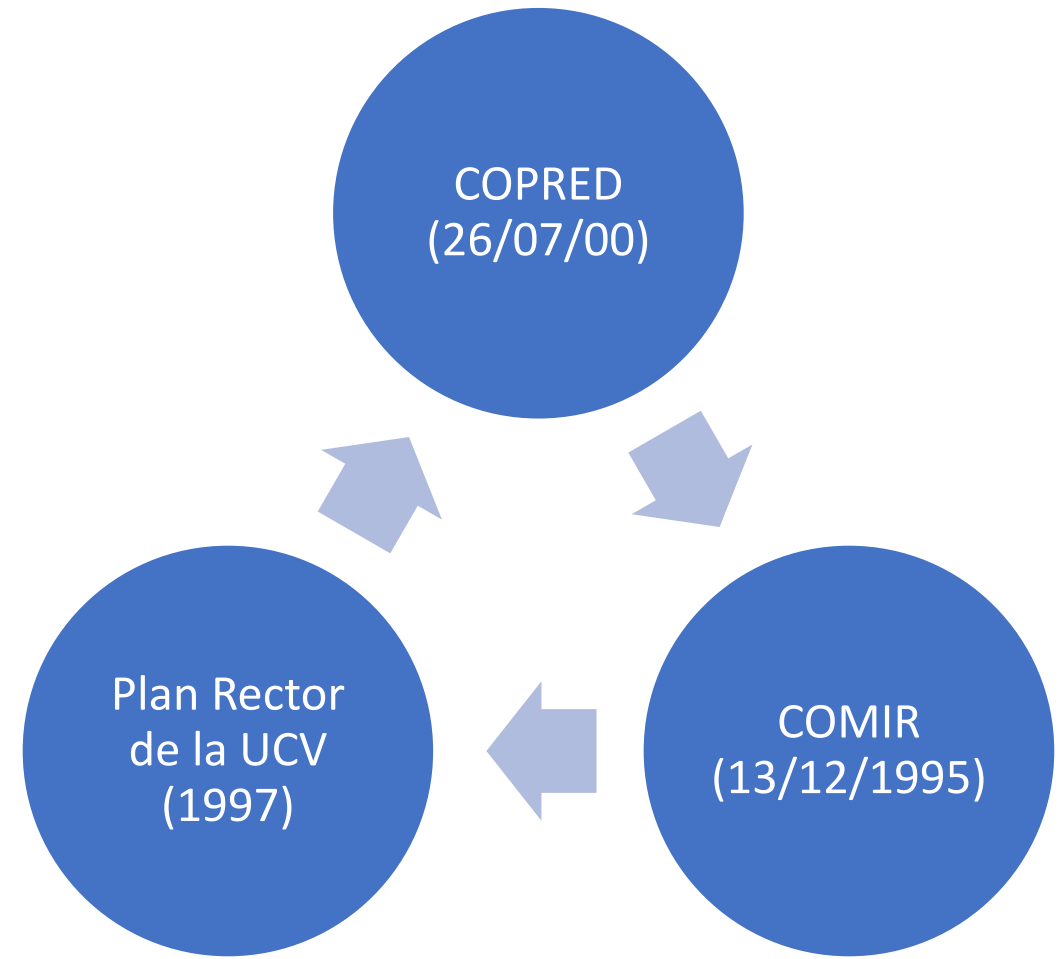 COPRED
(26/07/00)
COMIR
(13/12/1995)
Plan Rector
de la UCV
(1997)